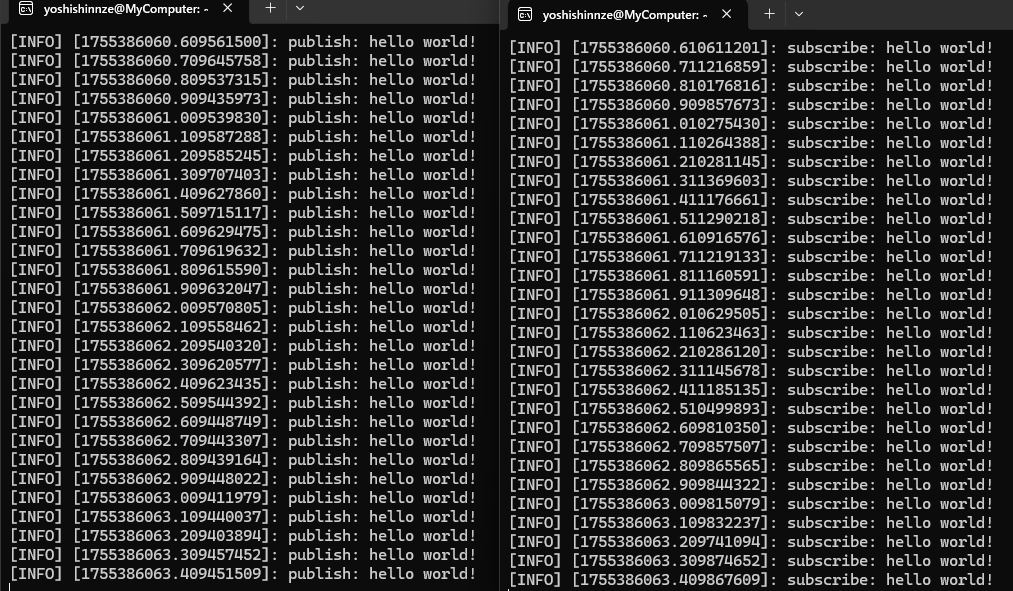 yoshishinnze@MyComputer: ~
[INFO] [1755386060.609561500]: publish: hello world!
[INFO] [1755386060.709645758]: publish: hello world!
[INFO] [1755386060.809537315]: publish: hello world!
[INFO] [1755386060.909435973]: publish: hello world!
[INFO] [1755386061.009539830]: publish: hello world!
[INFO] [1755386061.109587288]: publish: hello world!
[INFO] [1755386061.209585245]: publish: hello world!
[INFO] [1755386061.309707403]: publish: hello world!
[INFO] [1755386061.409627860]: publish: hello world!
[INFO] [1755386061.509715117]: publish: hello world!
[INFO] [1755386061.609629475]: publish: hello world!
[INFO] [1755386061.709619632]: publish: hello world!
[INFO] [1755386061.809615590]: publish: hello world!
[INFO] [1755386061.909632047]: publish: hello world!
[INFO] [1755386062.009570805]: publish: hello world!
[INFO] [1755386062.109558462]: publish: hello world!
[INFO] [1755386062.209540320]: publish: hello world!
[INFO] [1755386062.309620577]: publish: hello world!
[INFO] [1755386062.409623435]: publish: hello world!
[INFO] [1755386062.509544392]: publish: hello world!
[INFO] [1755386062.609448749]: publish: hello world!
[INFO] [1755386062.709443307]: publish: hello world!
[INFO] [1755386062.809439164]: publish: hello world!
[INFO] [1755386062.909448022]: publish: hello world!
[INFO] [1755386063.009411979]: publish: hello world!
[INFO] [1755386063.109440037]: publish: hello world!
[INFO] [1755386063.209403894]: publish: hello world!
[INFO] [1755386063.309457452]: publish: hello world!
[INFO] [1755386063.409451509]: publish: hello world!
yoshishinnze@MyComputer: ~
[INFO] [1755386060.610611201]: subscribe: hello world!
[INFO] [1755386060.711216859]: subscribe: hello world!
[INFO] [1755386060.810176816]: subscribe: hello world!
[INFO] [1755386060.909857673]: subscribe: hello world!
[INFO] [1755386061.010275430]: subscribe: hello world!
[INFO] [1755386061.110264388]: subscribe: hello world!
[INFO] [1755386061.210281145]: subscribe: hello world!
[INFO] [1755386061.311369603]: subscribe: hello world!
[INFO] [1755386061.411176661]: subscribe: hello world!
[INFO] [1755386061.511290218]: subscribe: hello world!
[INFO] [1755386061.610916576]: subscribe: hello world!
[INFO] [1755386061.711219133]: subscribe: hello world!
[INFO] [1755386061.811160591]: subscribe: hello world!
[INFO] [1755386061.911309648]: subscribe: hello world!
[INFO] [1755386062.010629505]: subscribe: hello world!
[INFO] [1755386062.110623463]: subscribe: hello world!
[INFO] [1755386062.210286120]: subscribe: hello world!
[INFO] [1755386062.311145678]: subscribe: hello world!
[INFO] [1755386062.411185135]: subscribe: hello world!
[INFO] [1755386062.510499893]: subscribe: hello world!
[INFO] [1755386062.609810350]: subscribe: hello world!
[INFO] [1755386062.709857507]: subscribe: hello world!
[INFO] [1755386062.809865565]: subscribe: hello world!
[INFO] [1755386062.909844322]: subscribe: hello world!
[INFO] [1755386063.009815079]: subscribe: hello world!
[INFO] [1755386063.109832237]: subscribe: hello world!
[INFO] [1755386063.209741094]: subscribe: hello world!
[INFO] [1755386063.309874652]: subscribe: hello world!
[INFO] [1755386063.409867609]: subscribe: hello world!